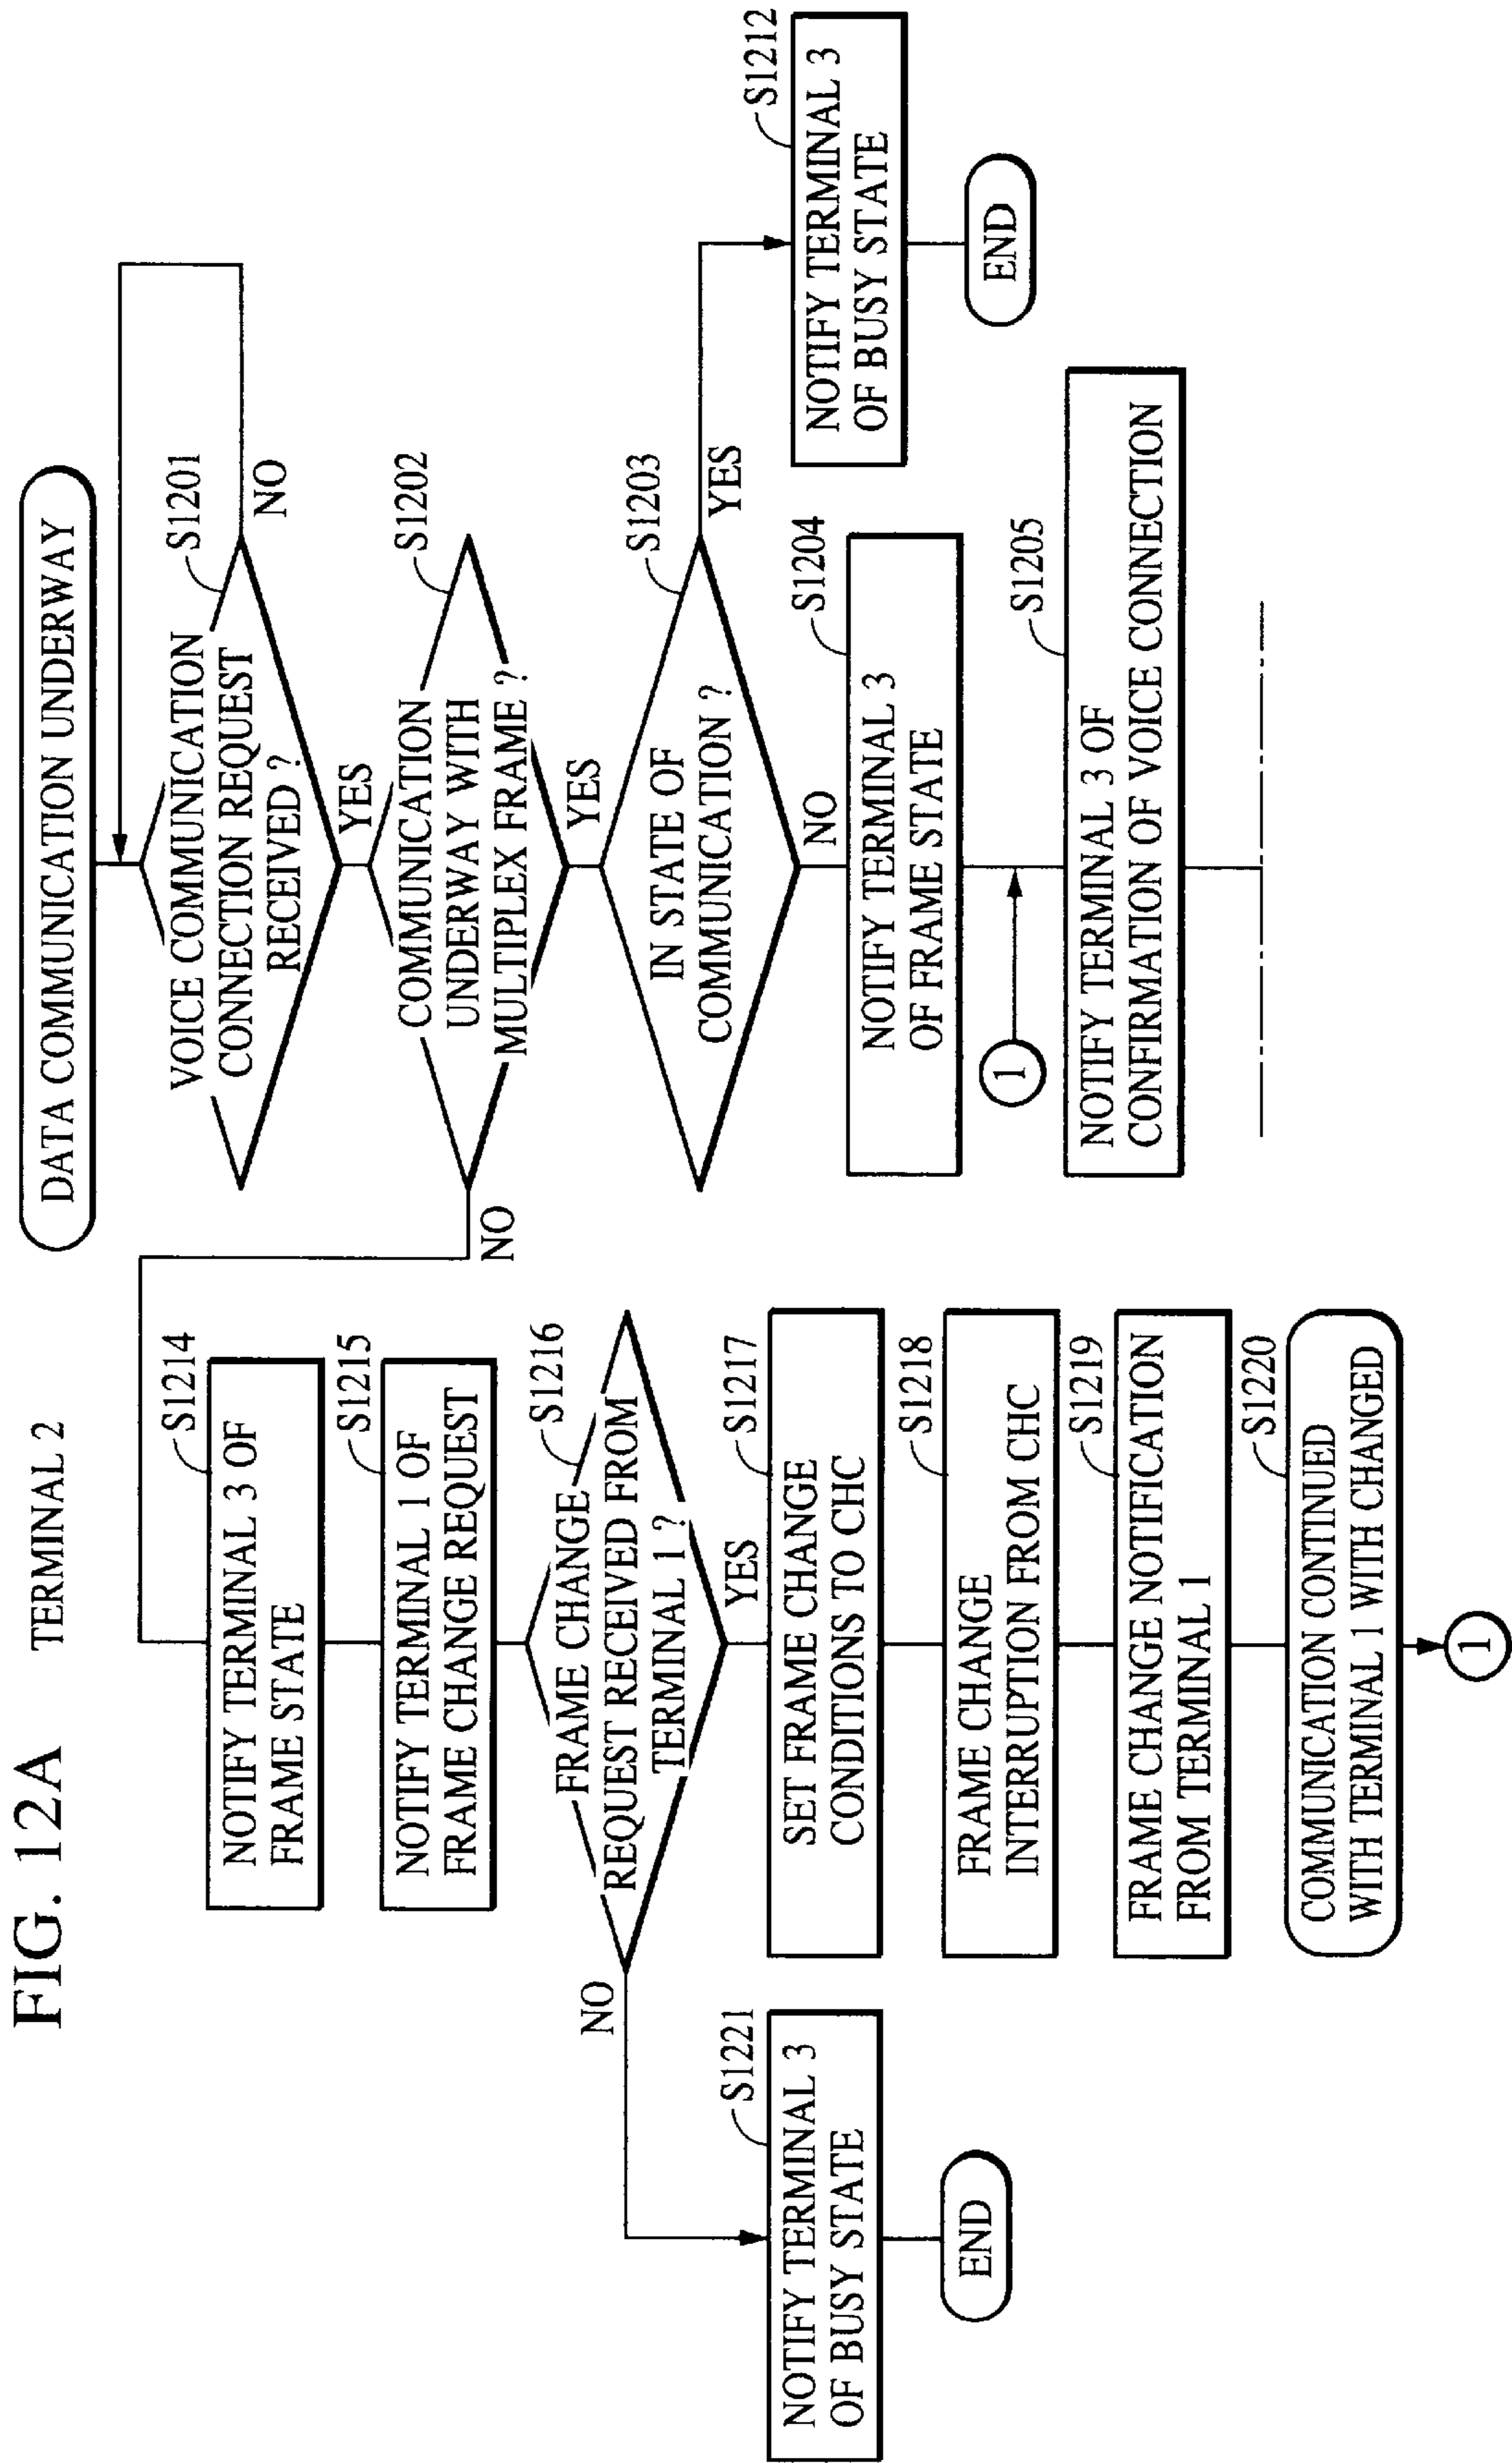 FIG. 12A
TERMINAL 2
DATA COMMUNICATION UNDERWAY
S1201
VOICE COMMUNICATION
CONNECTION REQUEST
RECEIVED ?
NO
YES
S1202
COMMUNICATION
UNDERWAY WITH
MULTIPLEX FRAME ?
NO
YES
S1203
IN STATE OF
COMMUNICATION ?
YES
NO
S1212
NOTIFY TERMINAL 3
OF BUSY STATE
END
S1204
NOTIFY TERMINAL 3
OF FRAME STATE
1
S1205
NOTIFY TERMINAL 3 OF
CONFIRMATION OF VOICE CONNECTION
S1214
NOTIFY TERMINAL 3 OF
FRAME STATE
S1215
NOTIFY TERMINAL 1 OF
FRAME CHANGE REQUEST
S1216
FRAME CHANGE
REQUEST RECEIVED FROM
TERMINAL 1 ?
NO
YES
S1217
SET FRAME CHANGE
CONDITIONS TO CHC
S1218
FRAME CHANGE
INTERRUPTION FROM CHC
S1219
FRAME CHANGE NOTIFICATION
FROM TERMINAL 1
S1220
COMMUNICATION CONTINUED
WITH TERMINAL 1 WITH CHANGED
1
S1221
NOTIFY TERMINAL 3
OF BUSY STATE
END